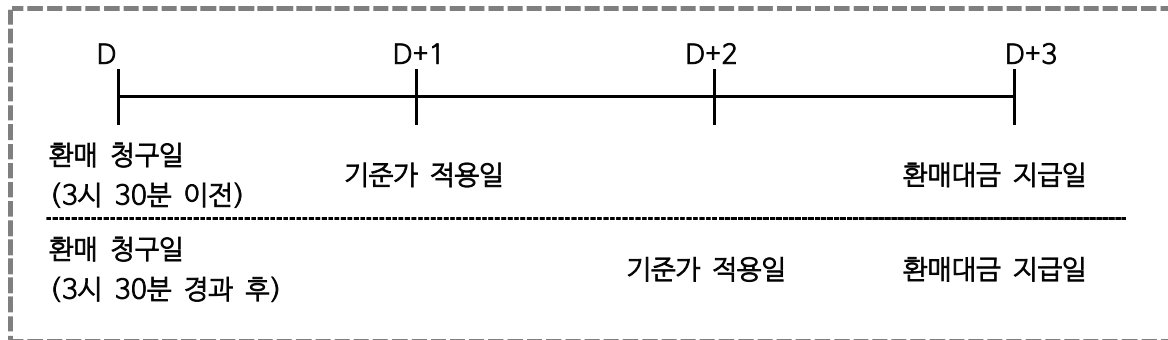 D D+1 D+2 D+3
환매 청구일
(3시 30분 이전)
기준가 적용일
환매대금 지급일
환매 청구일
(3시 30분 경과 후)
기준가 적용일
환매대금 지급일